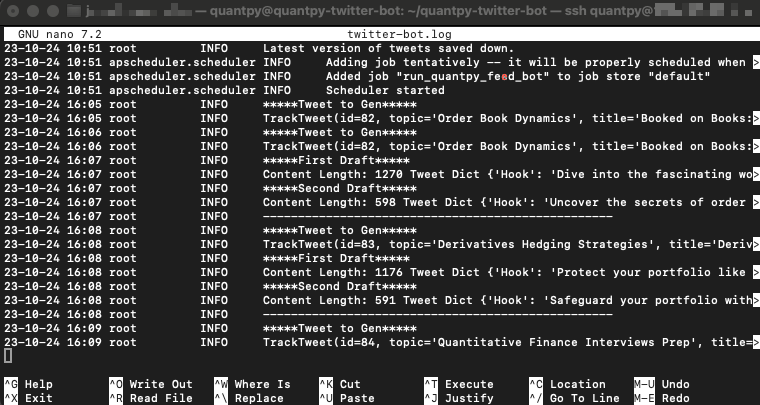 quantpy@quantpy-twitter-bot: ~/quantpy-twitter-bot — ssh quantpy@
GNU nano 7.2 twitter-bot.log
23-10-24 10:51 root INFO Latest version of tweets saved down.
23-10-24 10:51 apscheduler.scheduler INFO Adding job tentatively -- it will be properly scheduled when >
23-10-24 10:51 apscheduler.scheduler INFO Added job "run_quantpy_feed_bot" to job store "default"
23-10-24 10:51 apscheduler.scheduler INFO Scheduler started
23-10-24 16:05 root INFO *****Tweet to Gen*****
23-10-24 16:05 root INFO TrackTweet(id=82, topic='Order Book Dynamics', title='Booked on Books:>
23-10-24 16:06 root INFO *****Tweet to Gen*****
23-10-24 16:06 root INFO TrackTweet(id=82, topic='Order Book Dynamics', title='Booked on Books:>
23-10-24 16:07 root INFO *****First Draft*****
23-10-24 16:07 root INFO Content Length: 1270 Tweet Dict {'Hook': 'Dive into the fascinating wo>
23-10-24 16:07 root INFO *****Second Draft*****
23-10-24 16:07 root INFO Content Length: 598 Tweet Dict {'Hook': 'Uncover the secrets of order >
23-10-24 16:07 root INFO --------------------------------------------------
23-10-24 16:08 root INFO *****Tweet to Gen*****
23-10-24 16:08 root INFO TrackTweet(id=83, topic='Derivatives Hedging Strategies', title='Deriv>
23-10-24 16:08 root INFO *****First Draft*****
23-10-24 16:08 root INFO Content Length: 1176 Tweet Dict {'Hook': 'Protect your portfolio like >
23-10-24 16:08 root INFO *****Second Draft*****
23-10-24 16:08 root INFO Content Length: 591 Tweet Dict {'Hook': 'Safeguard your portfolio with>
23-10-24 16:08 root INFO --------------------------------------------------
23-10-24 16:09 root INFO *****Tweet to Gen*****
23-10-24 16:09 root INFO TrackTweet(id=84, topic='Quantitative Finance Interviews Prep', title=>
^G Help ^O Write Out ^W Where Is ^K Cut ^T Execute ^C Location M-U Undo
^X Exit ^R Read File ^\ Replace ^U Paste ^J Justify ^/ Go To Line M-E Redo